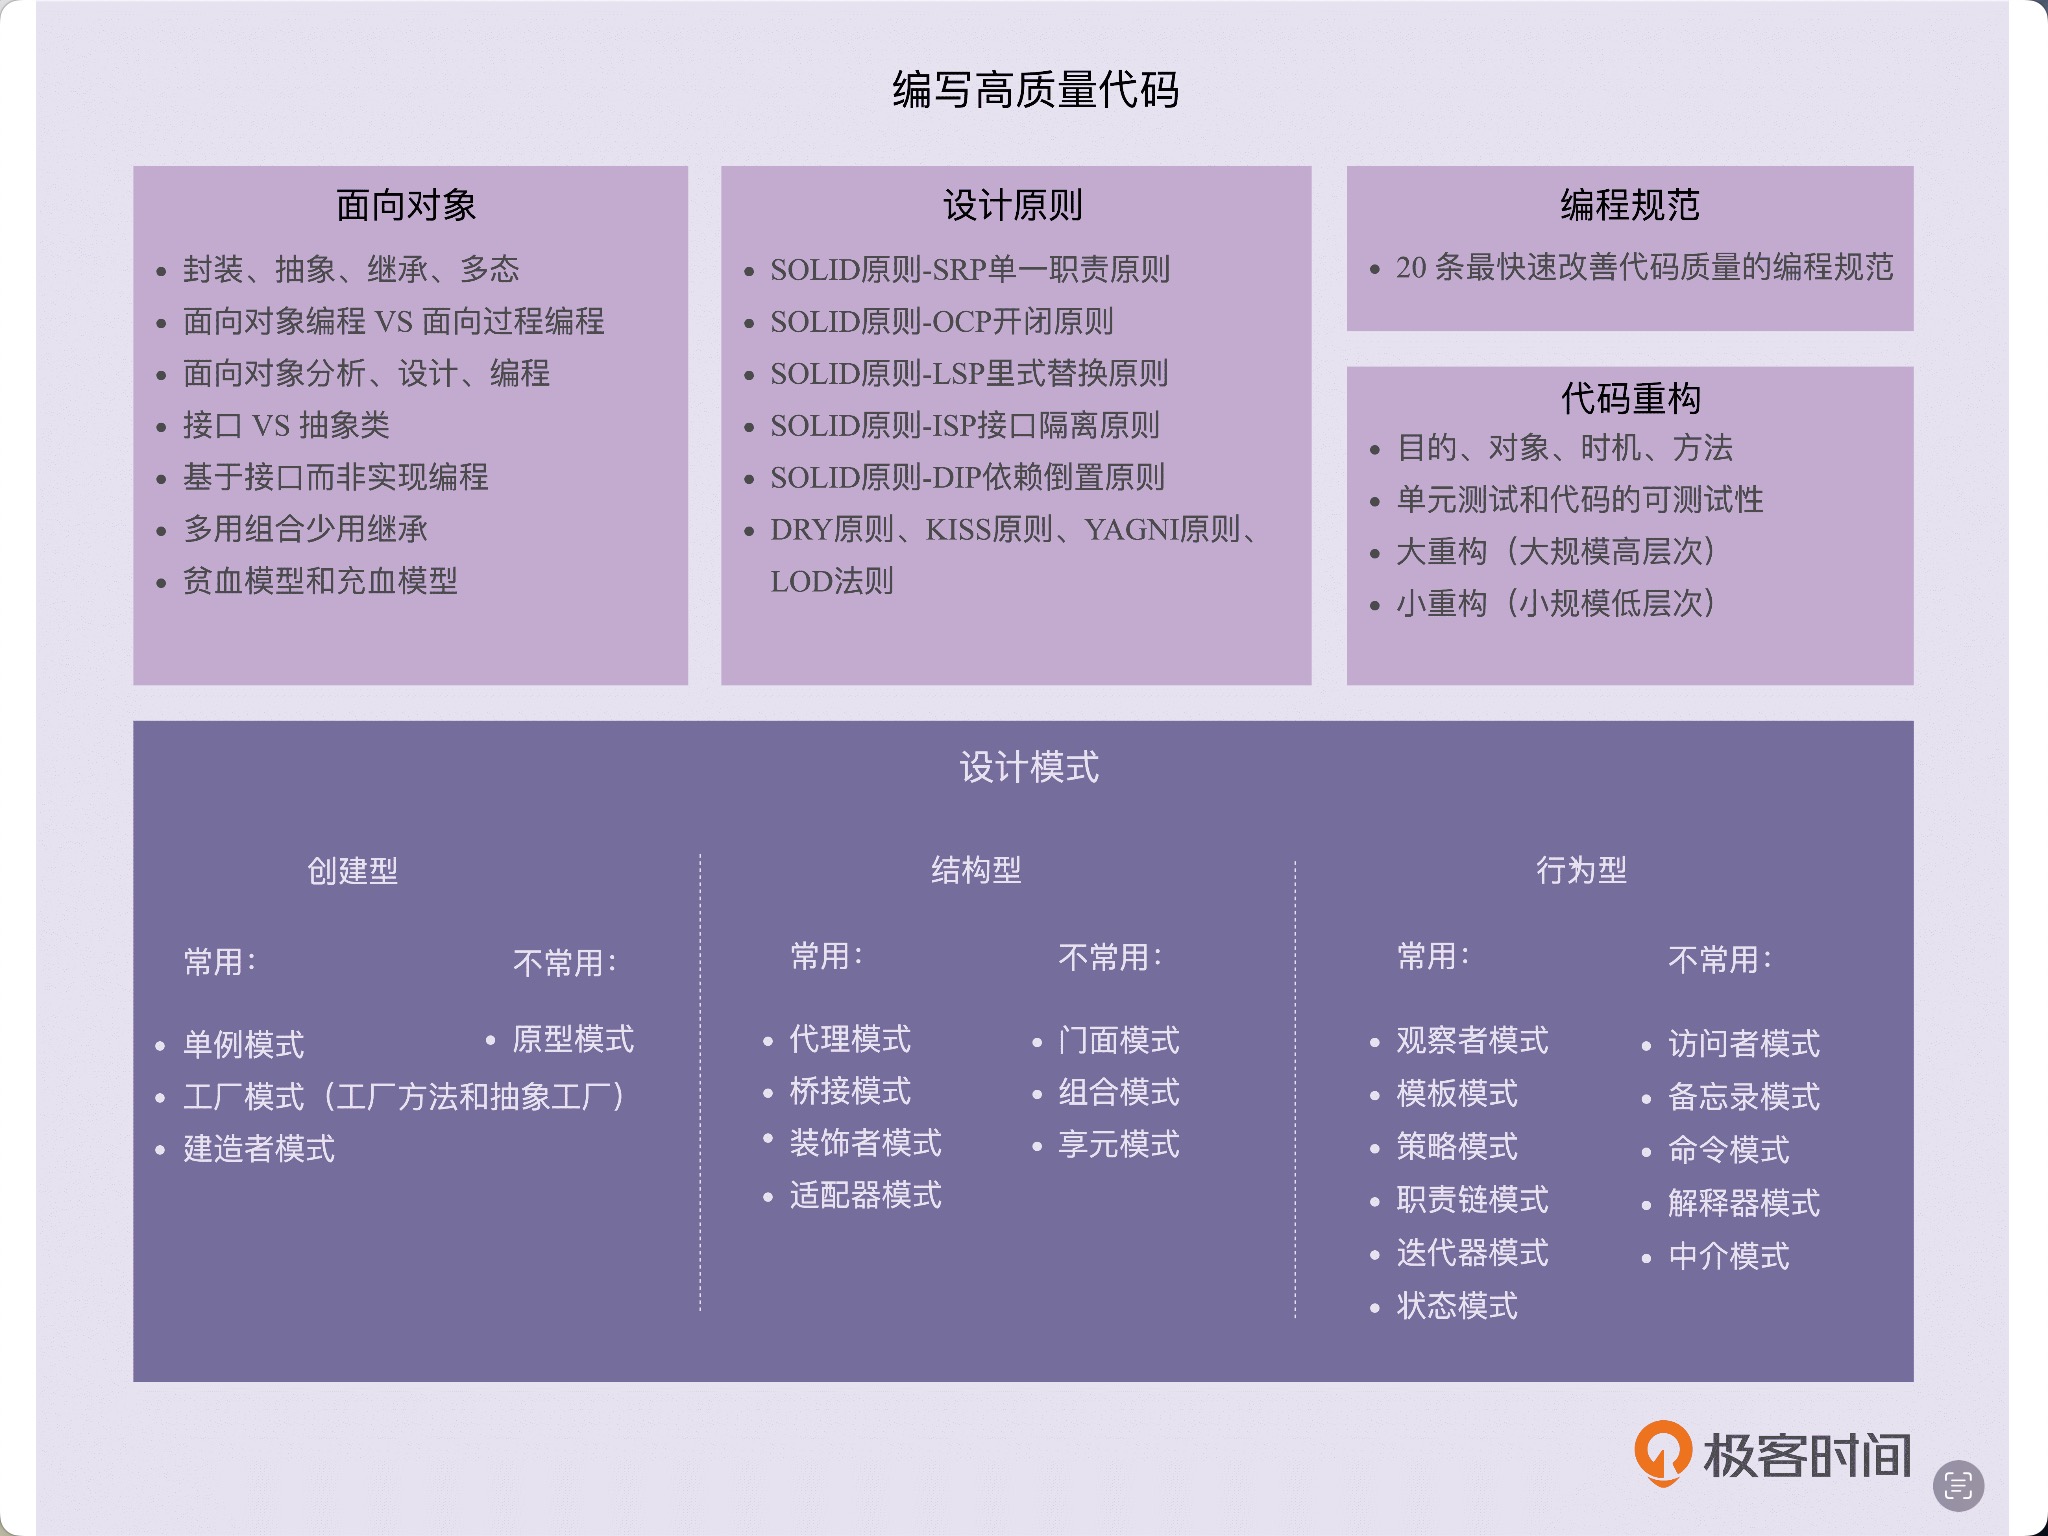 编写高质量代码
面向对象
封装、抽象、继承、多态
面向对象编程 VS 面向过程编程
面向对象分析、设计、编程
接口 VS 抽象类
基于接口而非实现编程
多用组合少用继承
贫血模型和充血模型
设计原则
SOLID原则-SRP单一职责原则
SOLID原则-OCP开闭原则
SOLID原则-LSP里式替换原则
SOLID原则-ISP接口隔离原则
SOLID原则-DIP依赖倒置原则
DRY原则、KISS原则、YAGNI原则、
LOD法则
编程规范
20 条最快速改善代码质量的编程规范
代码重构
目的、对象、时机、方法
单元测试和代码的可测试性
大重构（大规模高层次）
小重构（小规模低层次）
设计模式
创建型
常用：
单例模式
工厂模式（工厂方法和抽象工厂）
建造者模式
不常用：
原型模式
结构型
常用：
代理模式
桥接模式
装饰者模式
适配器模式
不常用：
门面模式
组合模式
享元模式
行为型
常用：
观察者模式
模板模式
策略模式
职责链模式
迭代器模式
状态模式
不常用：
访问者模式
备忘录模式
命令模式
解释器模式
中介模式
极客时间